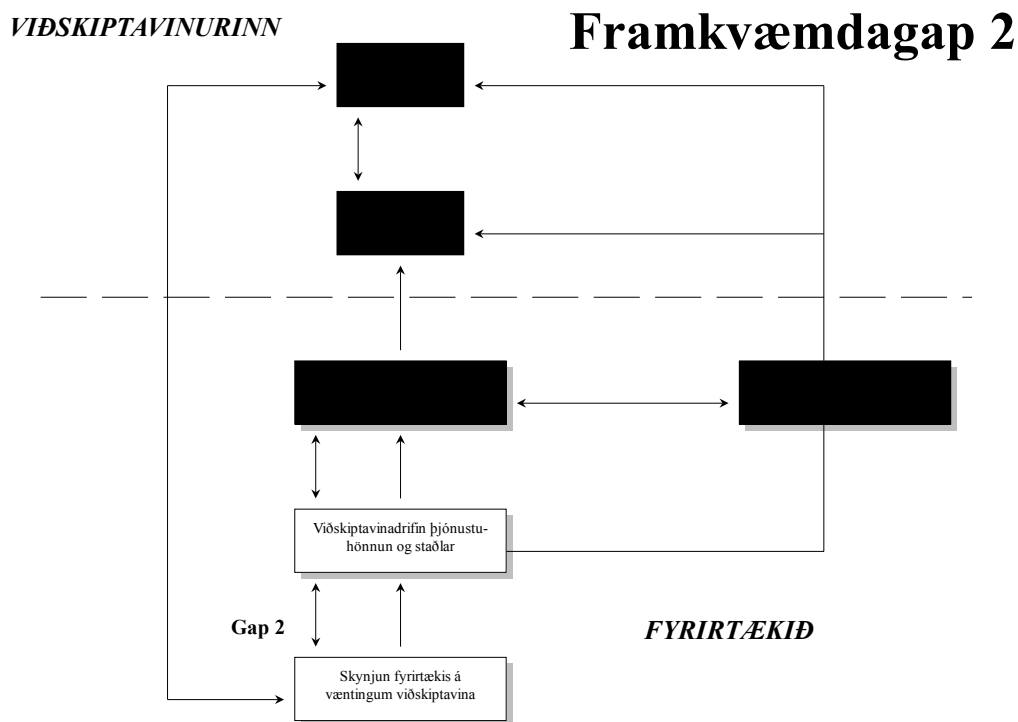 VIÐSKIPTAVINURINN
Framkvæmdagap 2
Viðskiptavinadrifin þjónustu-
hönnun og staðlar
Gap 2
FYRIRTÆKIÐ
Skynjun fyrirtækis á
væntingum viðskiptavina